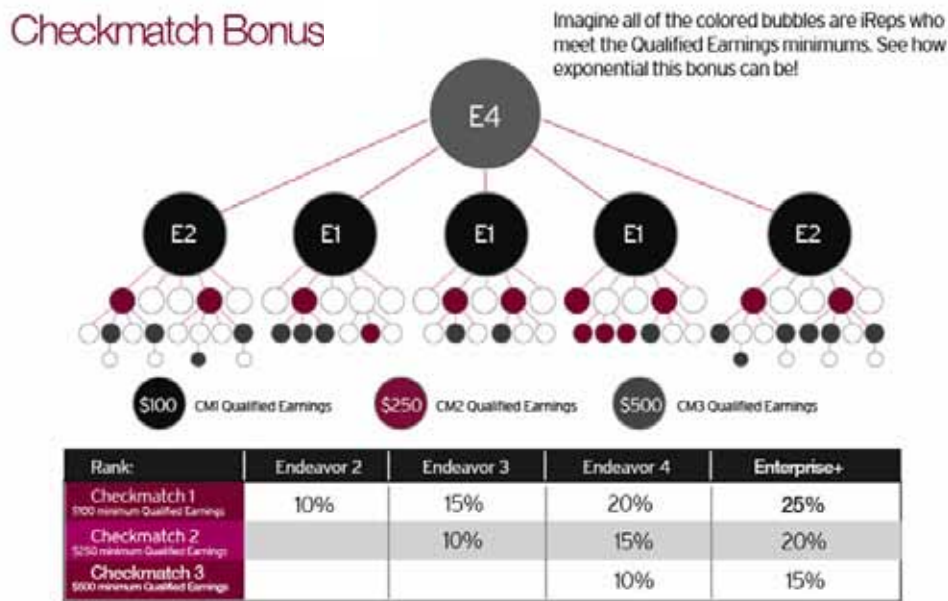 Checkmatch Bonus
Imagine all of the colored bubbles are iReps who
meet the Qualified Earnings minimums. See how
exponential this bonus can be!
E4
E2 E1 E1 E1 E2
$100 CM1 Qualified Earnings $250 CM2 Qualified Earnings $500 CM3 Qualified Earnings
Rank: Endeavor 2 Endeavor 3 Endeavor 4 Enterprise+
Checkmatch 1 10% 15% 20% 25%
$100 minimum Qualified Earnings
Checkmatch 2 10% 15% 20%
$250 minimum Qualified Earnings
Checkmatch 3 10% 15%
$500 minimum Qualified Earnings